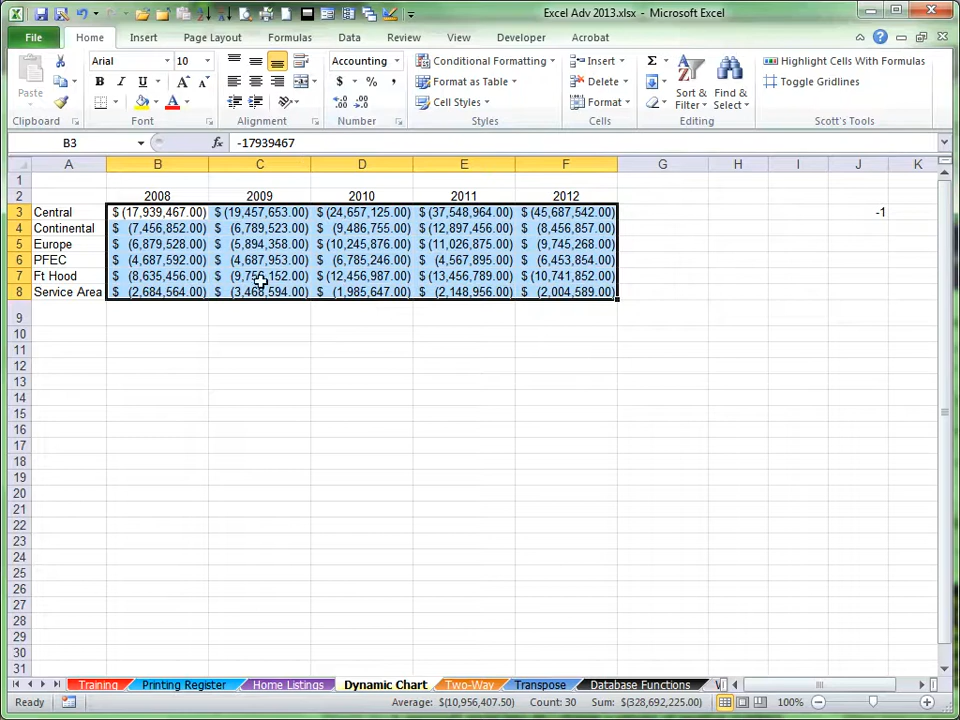 Excel Adv 2013.xlsx - Microsoft Excel
File Home Insert Page Layout Formulas Data Review View Developer Acrobat
Arial 10 Accounting Conditional Formatting Insert Σ Highlight Cells With Formulas
Paste B I U $ % , Format as Table Delete Sort & Filter Find & Select Toggle Gridlines
A Cell Styles Format
Clipboard Font Alignment Number Styles Cells Editing Scott's Tools
B3 fx -17939467
A B C D E F G H I J K
1
2 2008 2009 2010 2011 2012
3 Central $ (17,939,467.00) $ (19,457,653.00) $ (24,657,125.00) $ (37,548,964.00) $ (45,687,542.00) -1
4 Continental $ (7,456,852.00) $ (6,789,523.00) $ (9,486,755.00) $ (12,897,456.00) $ (8,456,857.00)
5 Europe $ (6,879,528.00) $ (5,894,358.00) $ (10,245,876.00) $ (11,026,875.00) $ (9,745,268.00)
6 PFEC $ (4,687,592.00) $ (4,687,953.00) $ (6,785,246.00) $ (4,567,895.00) $ (6,453,854.00)
7 Ft Hood $ (8,635,456.00) $ $ (12,456,987.00) $ (13,456,789.00) $ (10,741,852.00)
8 Service Area $ (2,684,564.00) $ (3,468,594.00) $ (1,985,647.00) $ (2,148,956.00) $ (2,004,589.00)
9
10
11
12
13
14
15
16
17
18
19
20
21
22
23
24
25
26
27
28
29
30
31
Training Printing Register Home Listings Dynamic Chart Two-Way Transpose Database Functions
Ready Average: $(10,956,407.50) Count: 30 Sum: $(328,692,225.00) 100%